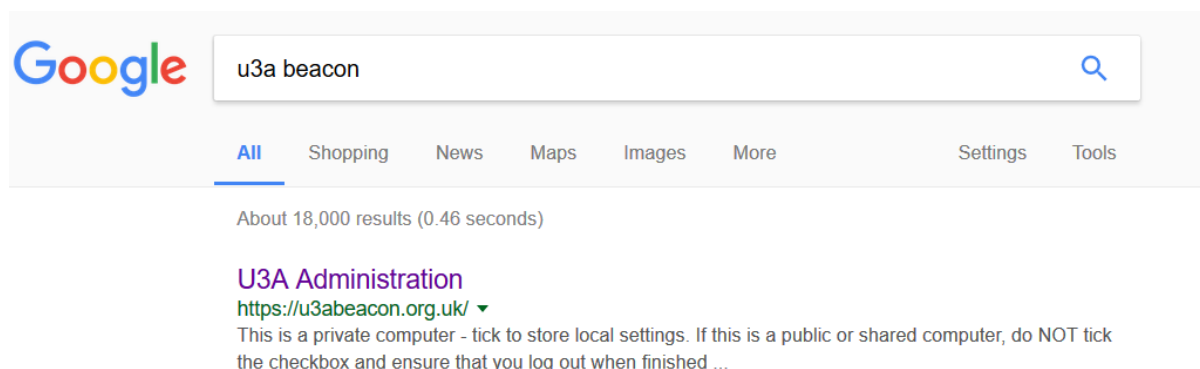 Google
u3a beacon
All Shopping News Maps Images More Settings Tools
About 18,000 results (0.46 seconds)
U3A Administration
https://u3abeacon.org.uk/
This is a private computer - tick to store local settings. If this is a public or shared computer, do NOT tick
the checkbox and ensure that you log out when finished ...